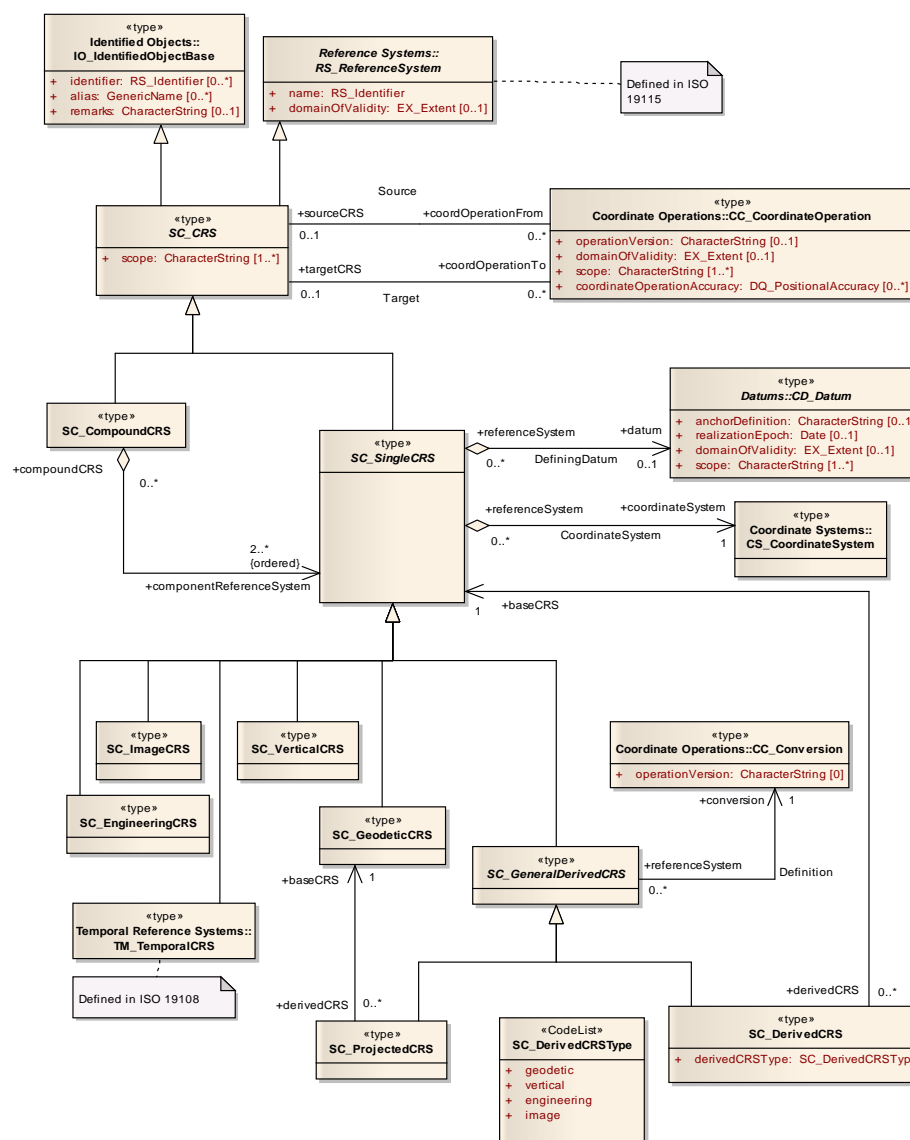 «type»
Identified Objects::
IO_IdentifiedObjectBase
+ identifier: RS_Identifier [0..*]
+ alias: GenericName [0..*]
+ remarks: CharacterString [0..1]
Reference Systems::
RS_ReferenceSystem
+ name: RS_Identifier
+ domainOfValidity: EX_Extent [0..1]
Defined in ISO
19115
«type»
SC_CRS
+ scope: CharacterString [1..*]
Source
+sourceCRS
+coordOperationFrom
0..1
0..*
+targetCRS
+coordOperationTo
0..1
0..*
Target
«type»
Coordinate Operations::CC_CoordinateOperation
+ operationVersion: CharacterString [0..1]
+ domainOfValidity: EX_Extent [0..1]
+ scope: CharacterString [1..*]
+ coordinateOperationAccuracy: DQ_PositionalAccuracy [0..*]
«type»
SC_CompoundCRS
+compoundCRS
0..*
2..*
{ordered}
+componentReferenceSystem
«type»
SC_SingleCRS
+referenceSystem
+datum
0..*
DefiningDatum
0..1
«type»
Datums::CD_Datum
+ anchorDefinition: CharacterString [0..1
+ realizationEpoch: Date [0..1]
+ domainOfValidity: EX_Extent [0..1]
+ scope: CharacterString [1..*]
+referenceSystem
+coordinateSystem
0..*
CoordinateSystem
1
«type»
Coordinate Systems::
CS_CoordinateSystem
1
+baseCRS
«type»
SC_ImageCRS
«type»
SC_VerticalCRS
«type»
Coordinate Operations::CC_Conversion
+ operationVersion: CharacterString [0]
«type»
SC_EngineeringCRS
«type»
SC_GeodeticCRS
+conversion
1
«type»
SC_GeneralDerivedCRS
+referenceSystem
0..*
Definition
+baseCRS
1
«type»
Temporal Reference Systems::
TM_TemporalCRS
Defined in ISO 19108
+derivedCRS
0..*
«type»
SC_ProjectedCRS
«CodeList»
SC_DerivedCRSType
+ geodetic
+ vertical
+ engineering
+ image
+derivedCRS
0..*
«type»
SC_DerivedCRS
+ derivedCRSType: SC_DerivedCRSTyp